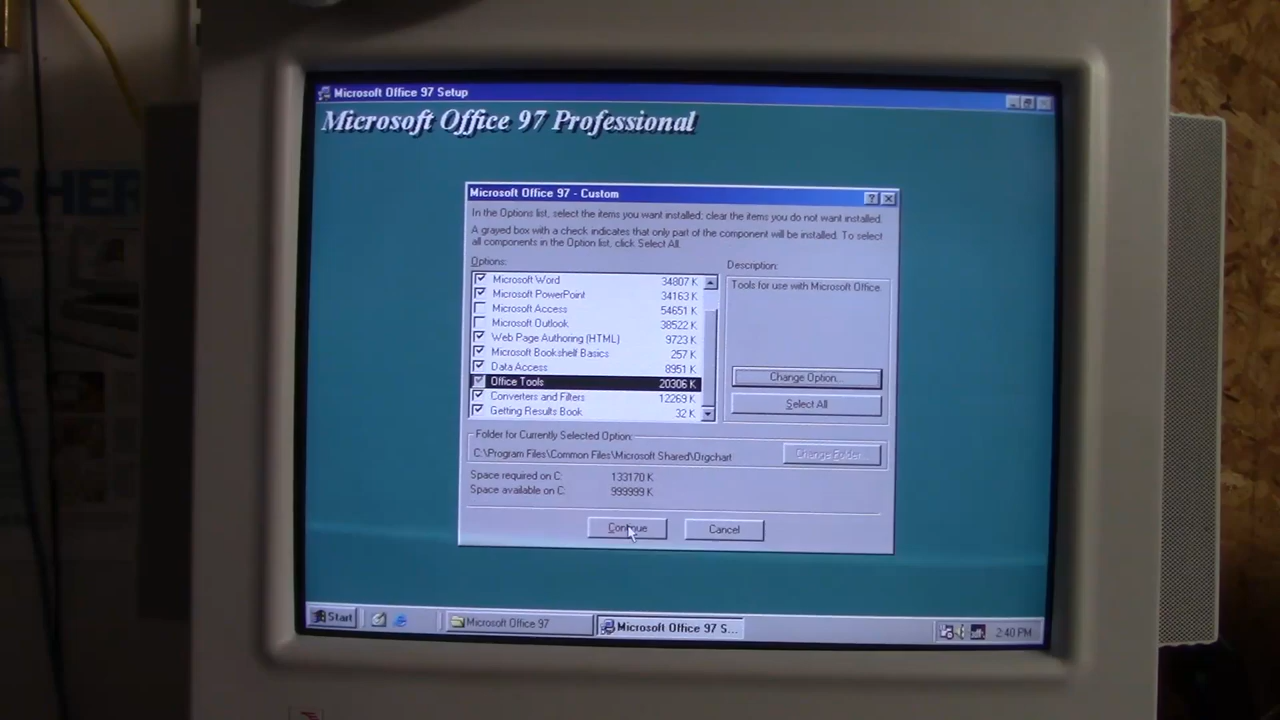 Microsoft Office 97 Setup
Microsoft Office 97 Professional
Microsoft Office 97 - Custom
In the Options list, select the items you want installed; clear the items you do not want installed.
A grayed box with a check indicates that only part of the component will be installed. To select
all components in the Option list, click Select All.
Options:
Microsoft Word 34807 K
Microsoft PowerPoint 34163 K
Microsoft Access 54651 K
Microsoft Outlook 38522 K
Web Page Authoring (HTML) 9723 K
Microsoft Bookshelf Basics 257 K
Data Access 8951 K
Office Tools 20306 K
Converters and Filters 12269 K
Getting Results Book 32 K
Description:
Tools for use with Microsoft Office.
Change Option...
Select All
Folder for Currently Selected Option:
C:\Program Files\Common Files\Microsoft Shared\Orgchart
Change Folder...
Space required on C: 133170 K
Space available on C: 999999 K
Continue
Cancel
Start
Microsoft Office 97
Microsoft Office 97 S...
2:40 PM